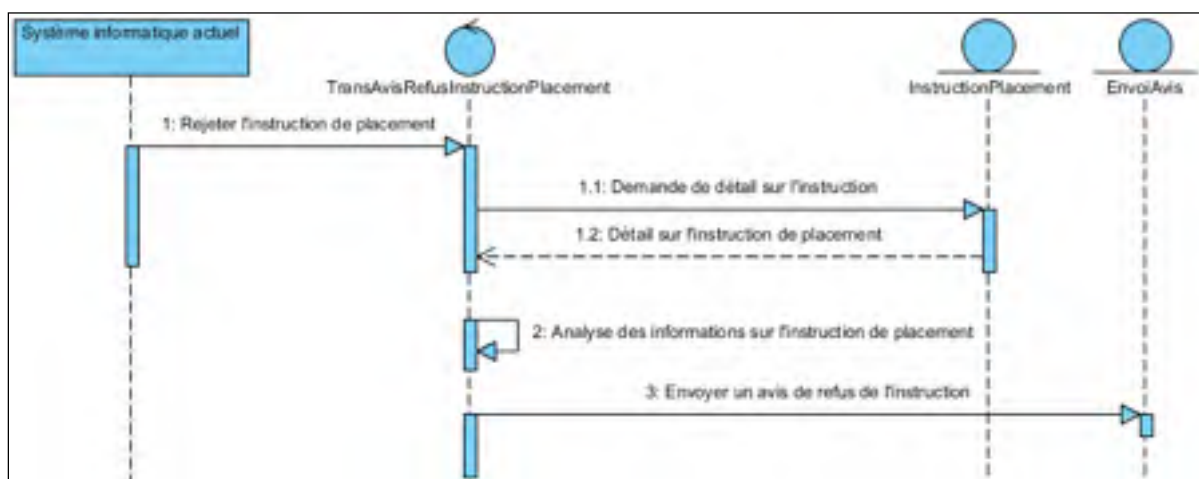 Système informatique actuel
TransAvisRefusInstructionPlacement
InstructionPlacement
EnvoiAvis
1: Rejeter l'instruction de placement
1.1: Demande de détail sur l'instruction
1.2: Détail sur l'instruction de placement
2: Analyse des informations sur l'instruction de placement
3: Envoyer un avis de refus de l'instruction